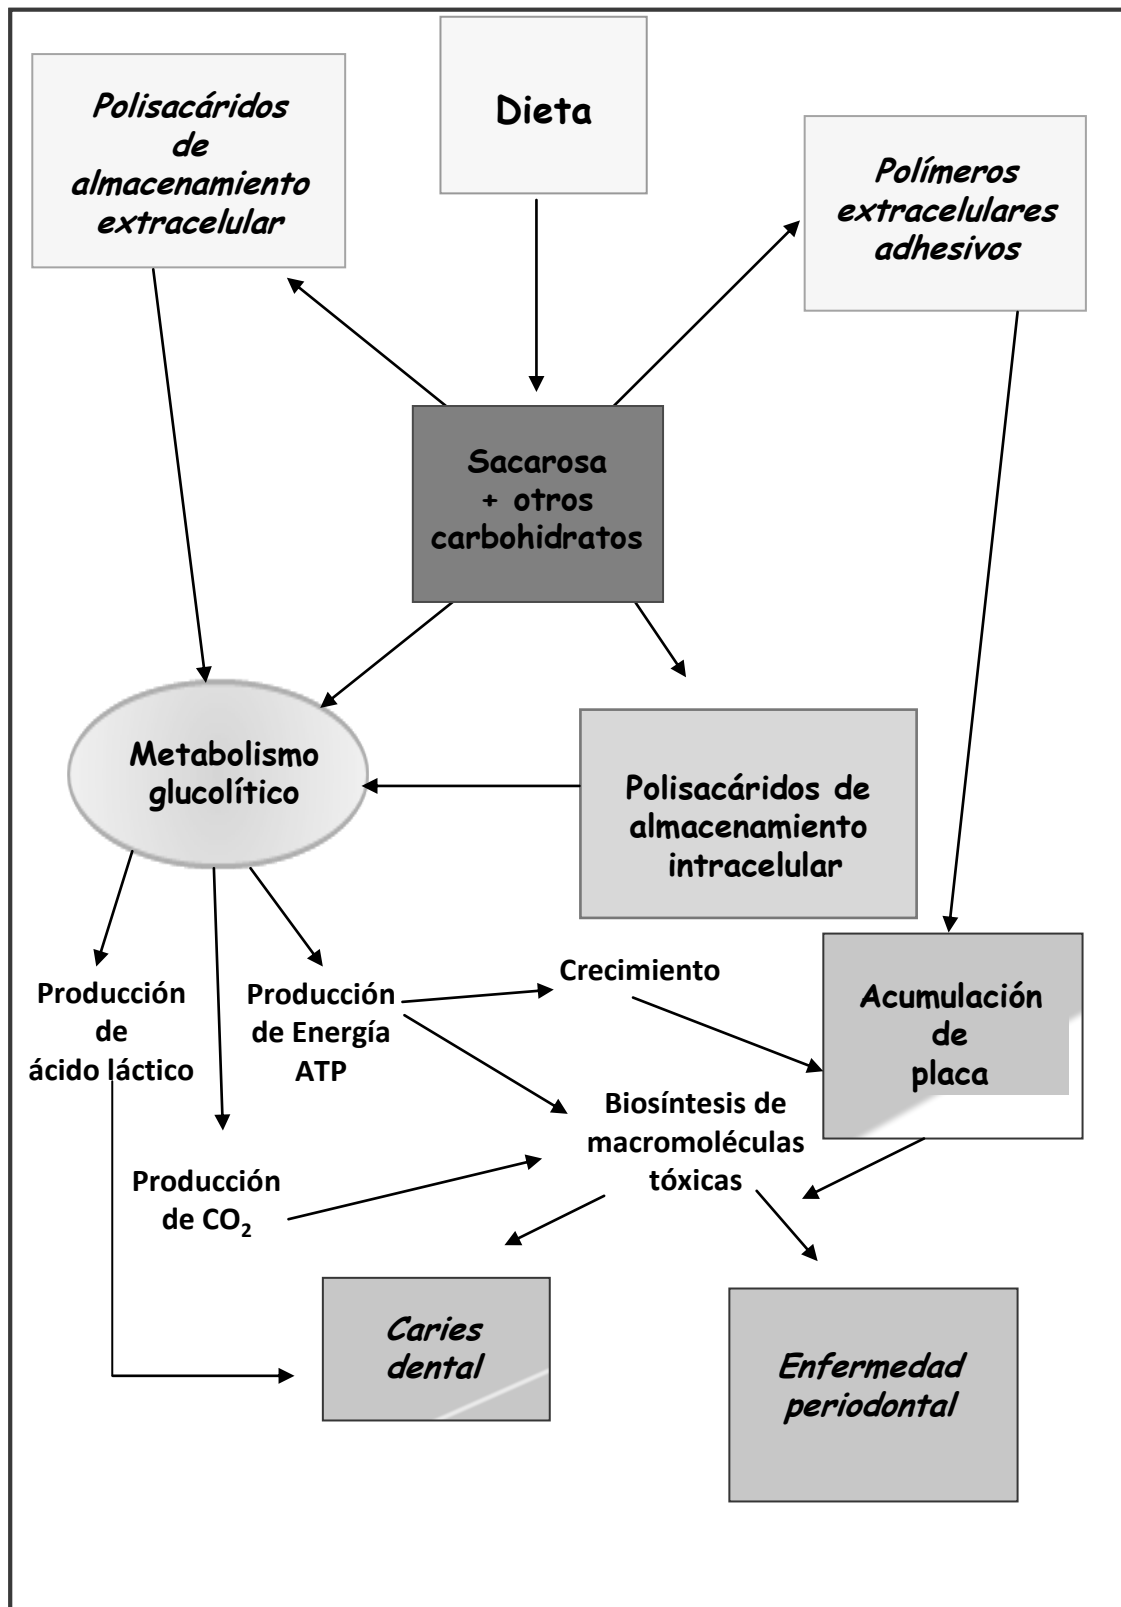 Dieta
Polisacáridos
de
almacenamiento
extracelular
Polímeros
extracelulares
adhesivos
Sacarosa
+ otros
carbohidratos
Metabolismo
glucolítico
Polisacáridos de
almacenamiento
intracelular
Producción
de
ácido láctico
Producción
de Energía
ATP
Crecimiento
Acumulación
de
placa
Biosíntesis de
macromoléculas
tóxicas
Producción
de CO₂
Caries
dental
Enfermedad
periodontal